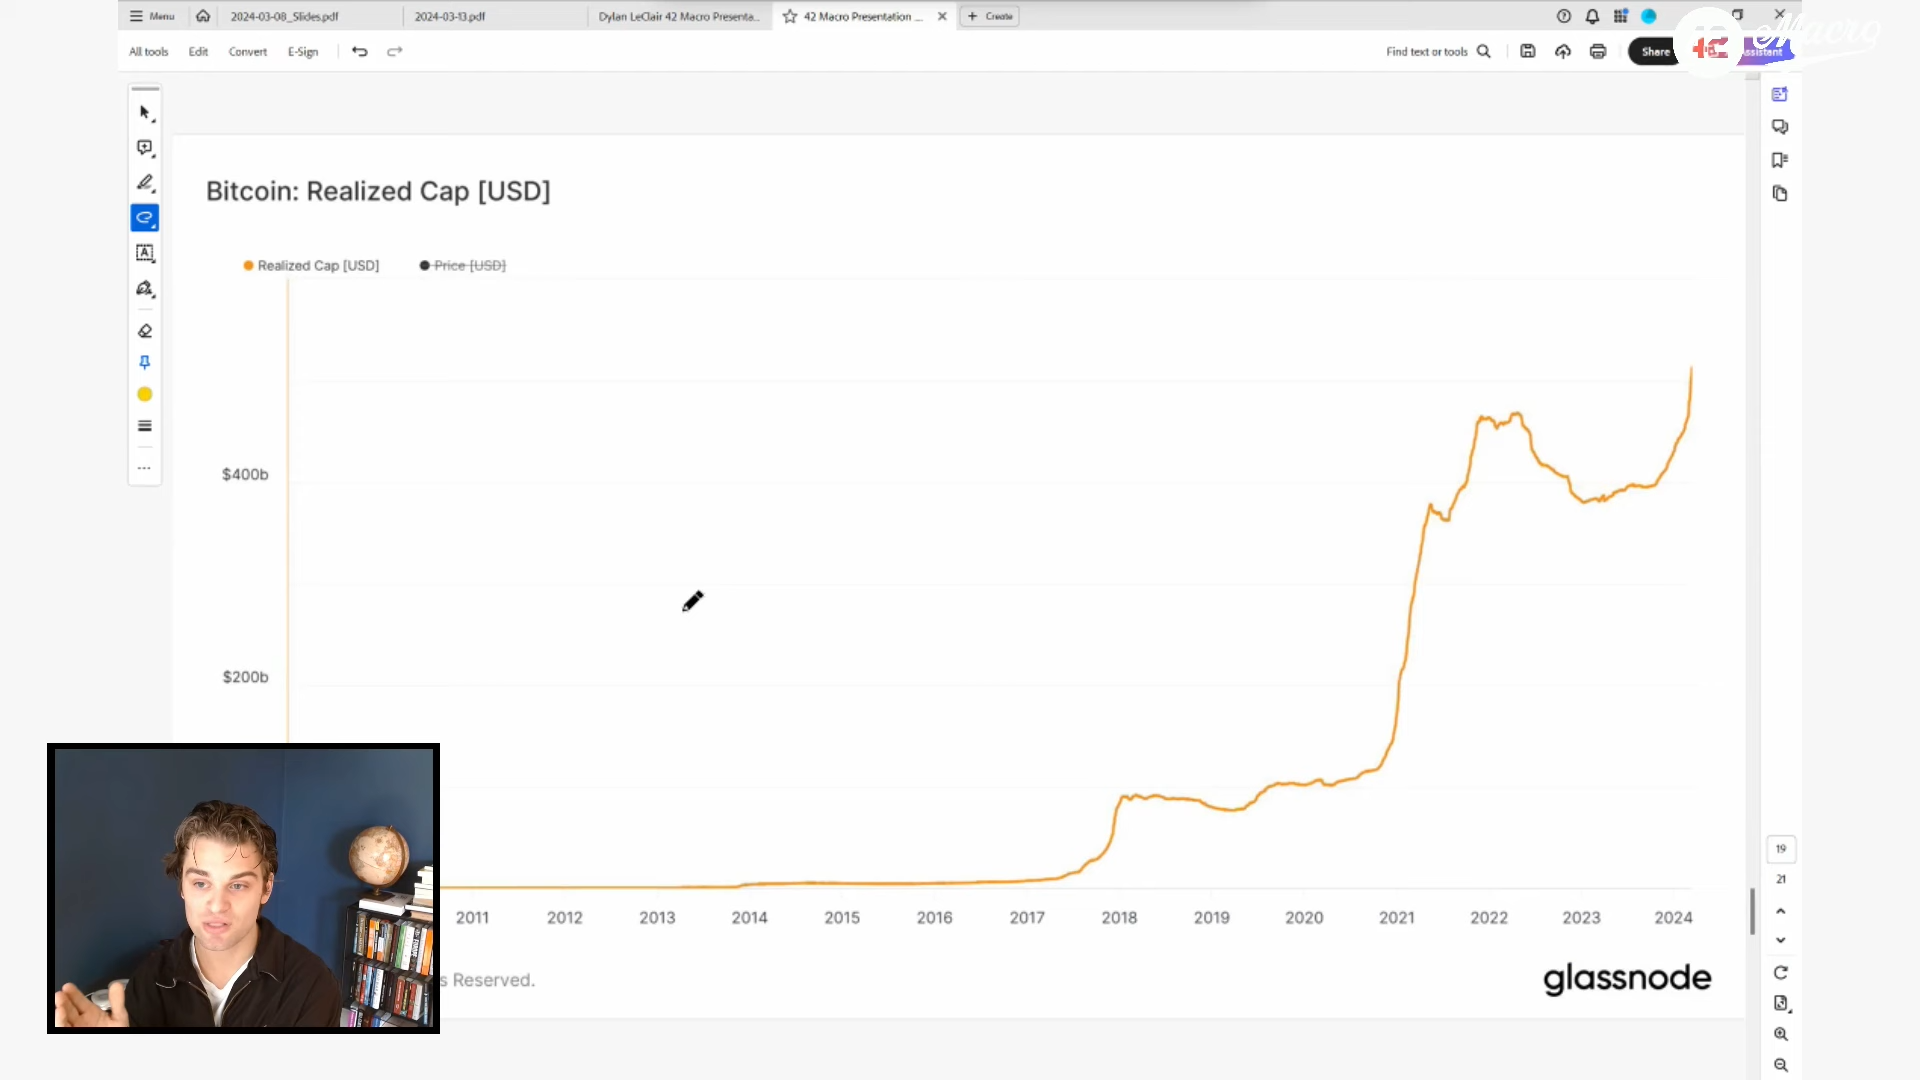 Menu
2024-03-08_Slides.pdf
2024-03-13.pdf
Dylan LeClair 42 Macro Presenta...
42 Macro Presentation ...
Create
All tools
Edit
Convert
E-Sign
Find text or tools
Share
Assistant
42 Macro
Bitcoin: Realized Cap [USD]
Realized Cap [USD]
Price [USD]
$400b
$200b
2011
2012
2013
2014
2015
2016
2017
2018
2019
2020
2021
2022
2023
2024
s Reserved.
glassnode
19
21